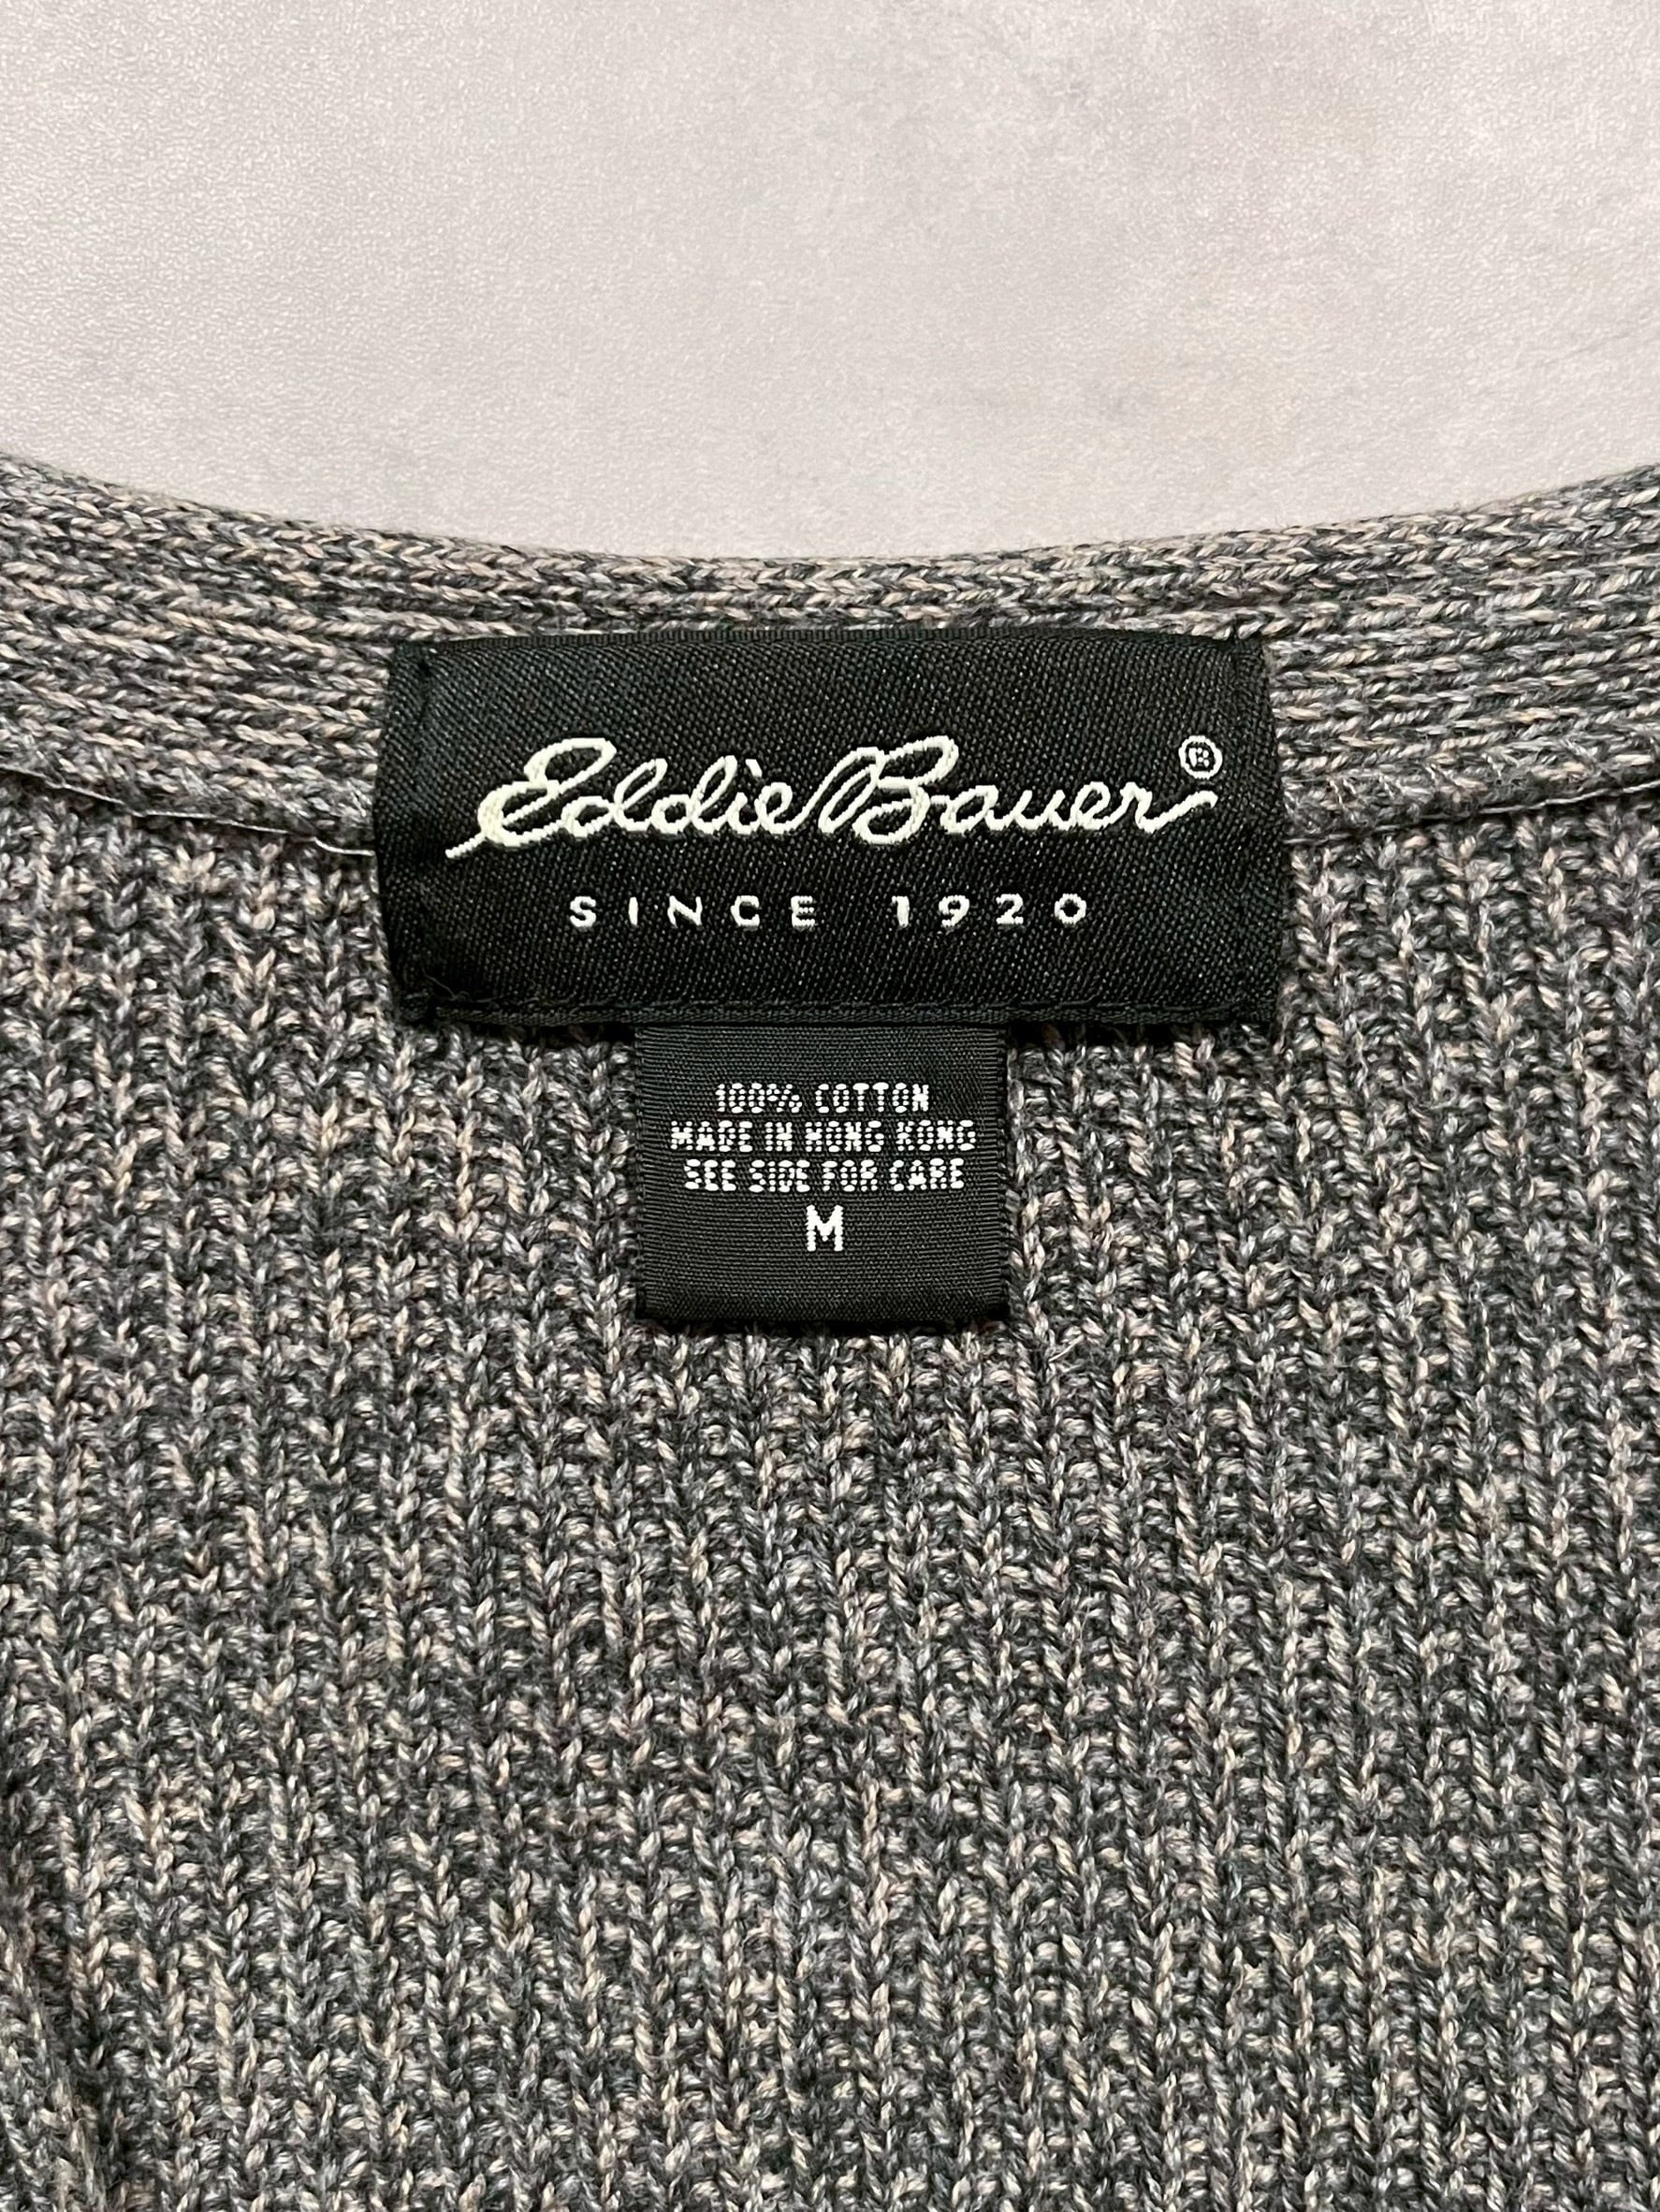 Eddie Bauer®
SINCE 1920
100% COTTON
MADE IN HONG KONG
SEE SIDE FOR CARE
M